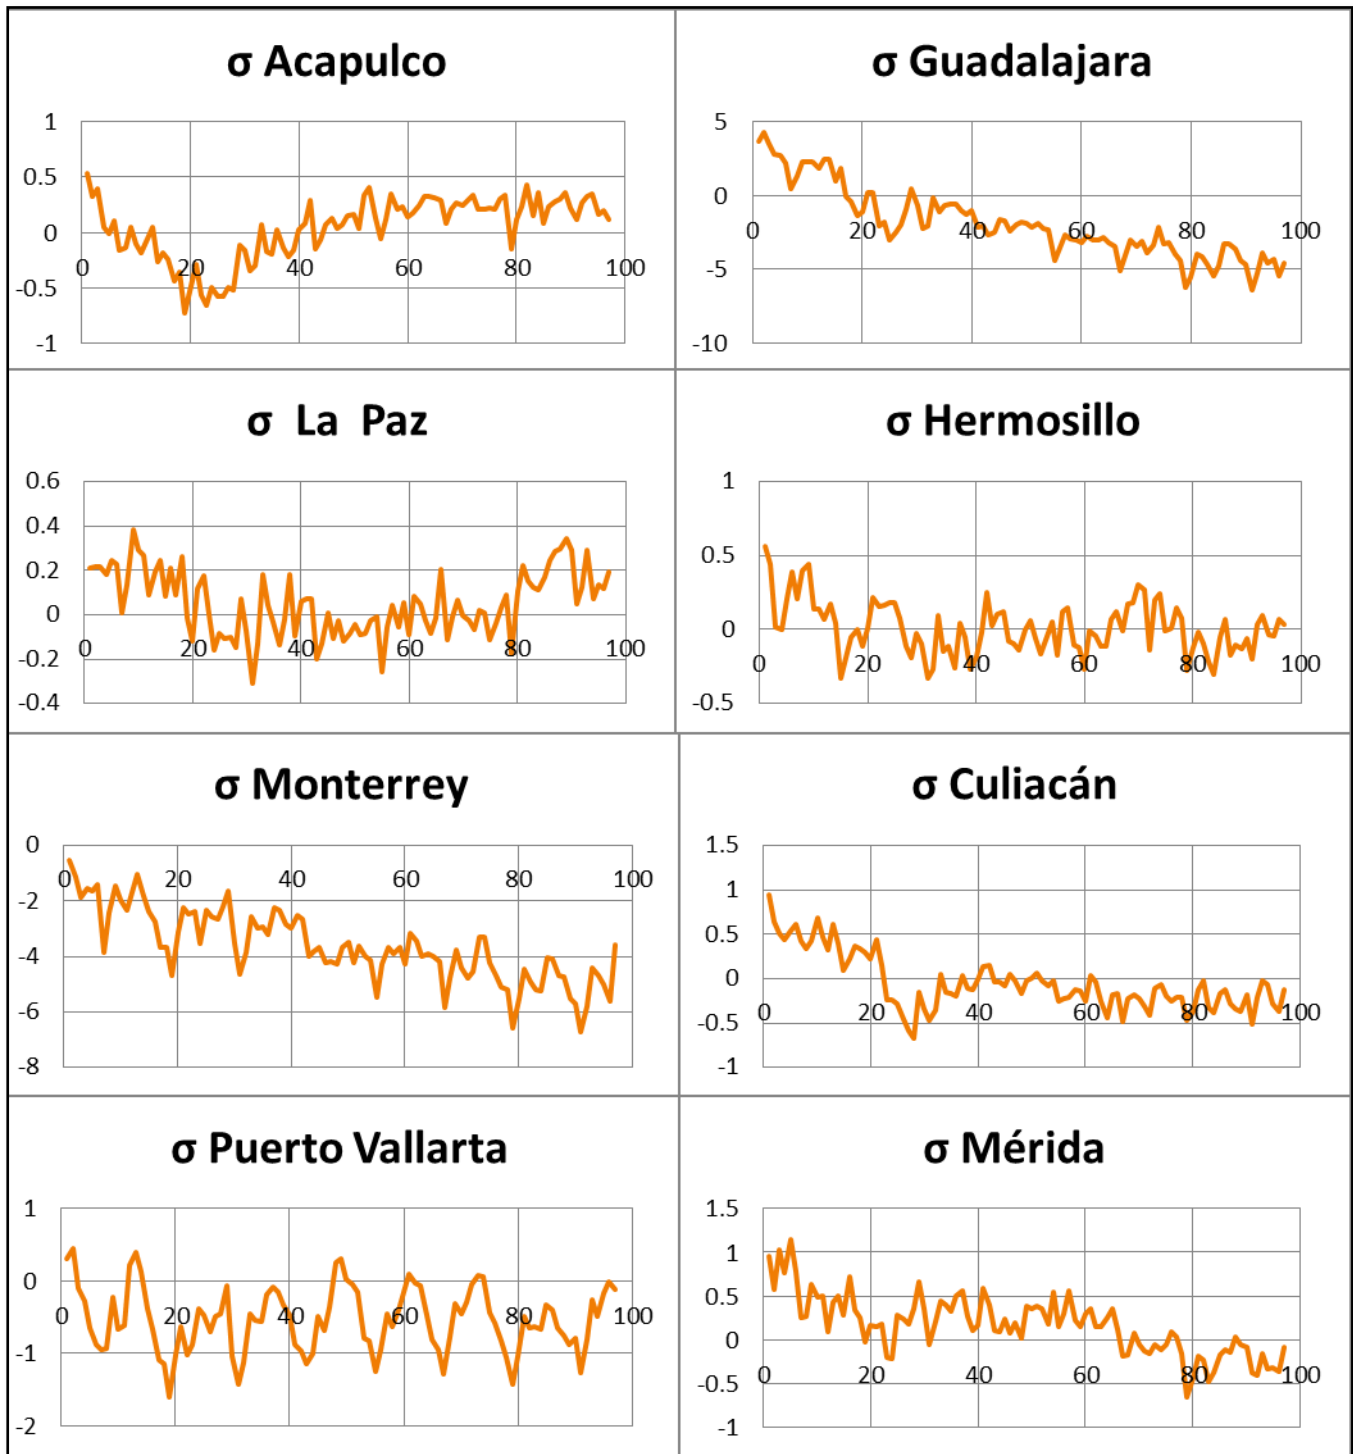 σ Acapulco
1
0.5
0
-0.5
-1
0 20 40 60 80 100
σ Guadalajara
5
0
-5
-10
0 20 40 60 80 100
σ La Paz
0.6
0.4
0.2
0
-0.2
-0.4
0 20 40 60 80 100
σ Hermosillo
1
0.5
0
-0.5
0 20 40 60 80 100
σ Monterrey
0
-2
-4
-6
-8
0 20 40 60 80 100
σ Culiacán
1.5
1
0.5
0
-0.5
-1
0 20 40 60 80 100
σ Puerto Vallarta
1
0
-1
-2
0 20 40 60 80 100
σ Mérida
1.5
1
0.5
0
-0.5
-1
0 20 40 60 80 100